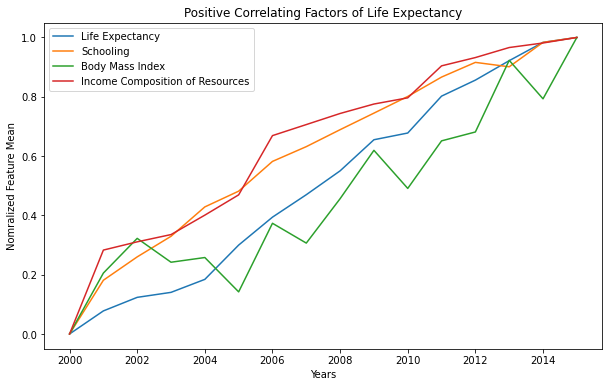 Positive Correlating Factors of Life Expectancy
Life Expectancy
Schooling
Body Mass Index
Income Composition of Resources
Nomralized Feature Mean
1.0
0.8
0.6
0.4
0.2
0.0
2000 2002 2004 2006 2008 2010 2012 2014
Years